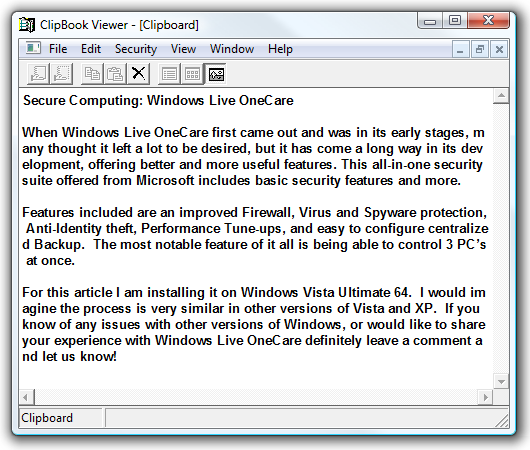 ClipBook Viewer - [Clipboard]
File Edit Security View Window Help
Secure Computing: Windows Live OneCare
When Windows Live OneCare first came out and was in its early stages, m
any thought it left a lot to be desired, but it has come a long way in its dev
elopment, offering better and more useful features. This all-in-one security
suite offered from Microsoft includes basic security features and more.
Features included are an improved Firewall, Virus and Spyware protection,
Anti-Identity theft, Performance Tune-ups, and easy to configure centralize
d Backup.  The most notable feature of it all is being able to control 3 PC’s
at once.
For this article I am installing it on Windows Vista Ultimate 64.  I would im
agine the process is very similar in other versions of Vista and XP.  If you
know of any issues with other versions of Windows, or would like to share
your experience with Windows Live OneCare definitely leave a comment a
nd let us know!
Clipboard